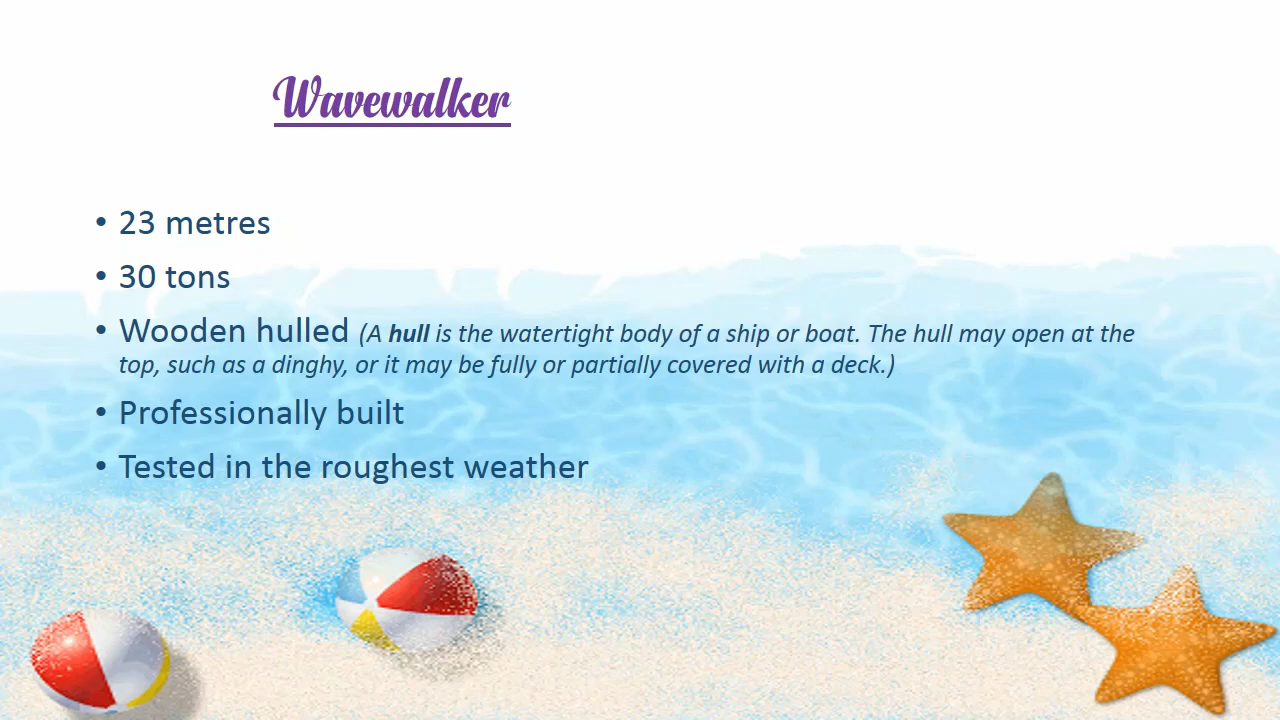 Wavewalker
• 23 metres
• 30 tons
• Wooden hulled (A hull is the watertight body of a ship or boat. The hull may open at the
top, such as a dinghy, or it may be fully or partially covered with a deck.)
• Professionally built
• Tested in the roughest weather